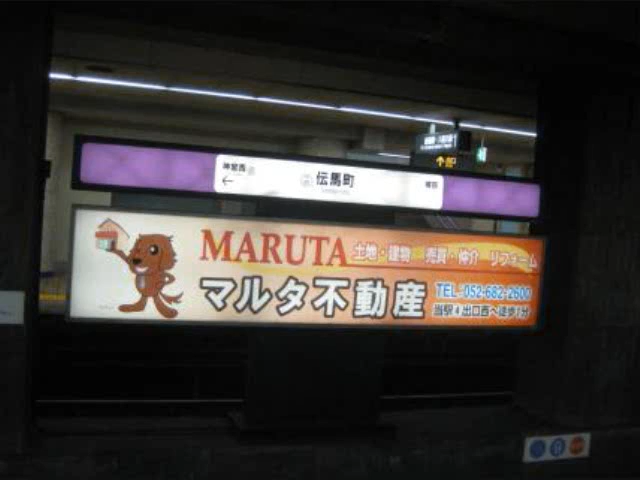 神宮西
←
伝馬町
堀田
MARUTA 土地・建物 売買・仲介 リフォーム
マルタ不動産
TEL 052-682-2600
当駅4出口西へ徒歩1分